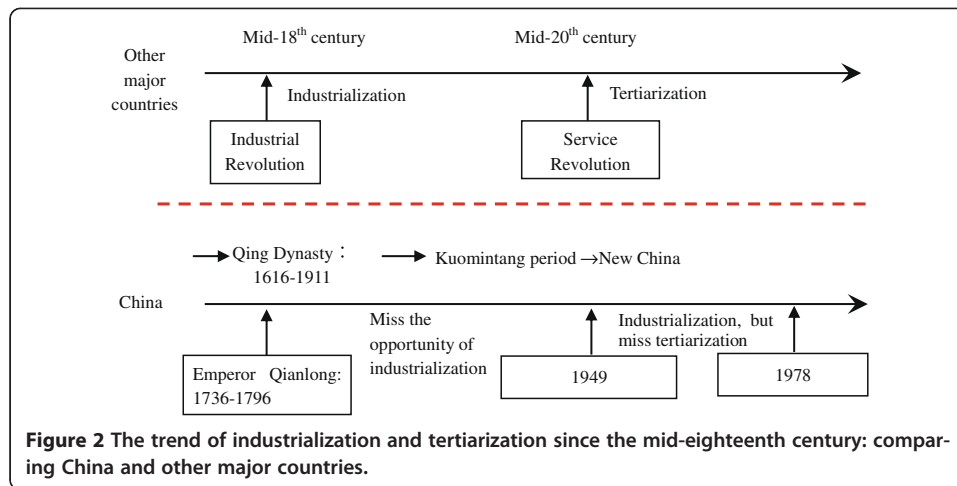 Mid-18th century
Mid-20th century
Other
major
countries
Industrialization
Tertiarization
Industrial
Revolution
Service
Revolution
Qing Dynasty：
1616-1911
Kuomintang period →New China
China
Miss the
opportunity of
industrialization
Industrialization, but
miss tertiarization
Emperor Qianlong:
1736-1796
1949
1978
Figure 2 The trend of industrialization and tertiarization since the mid-eighteenth century: compar-
ing China and other major countries.